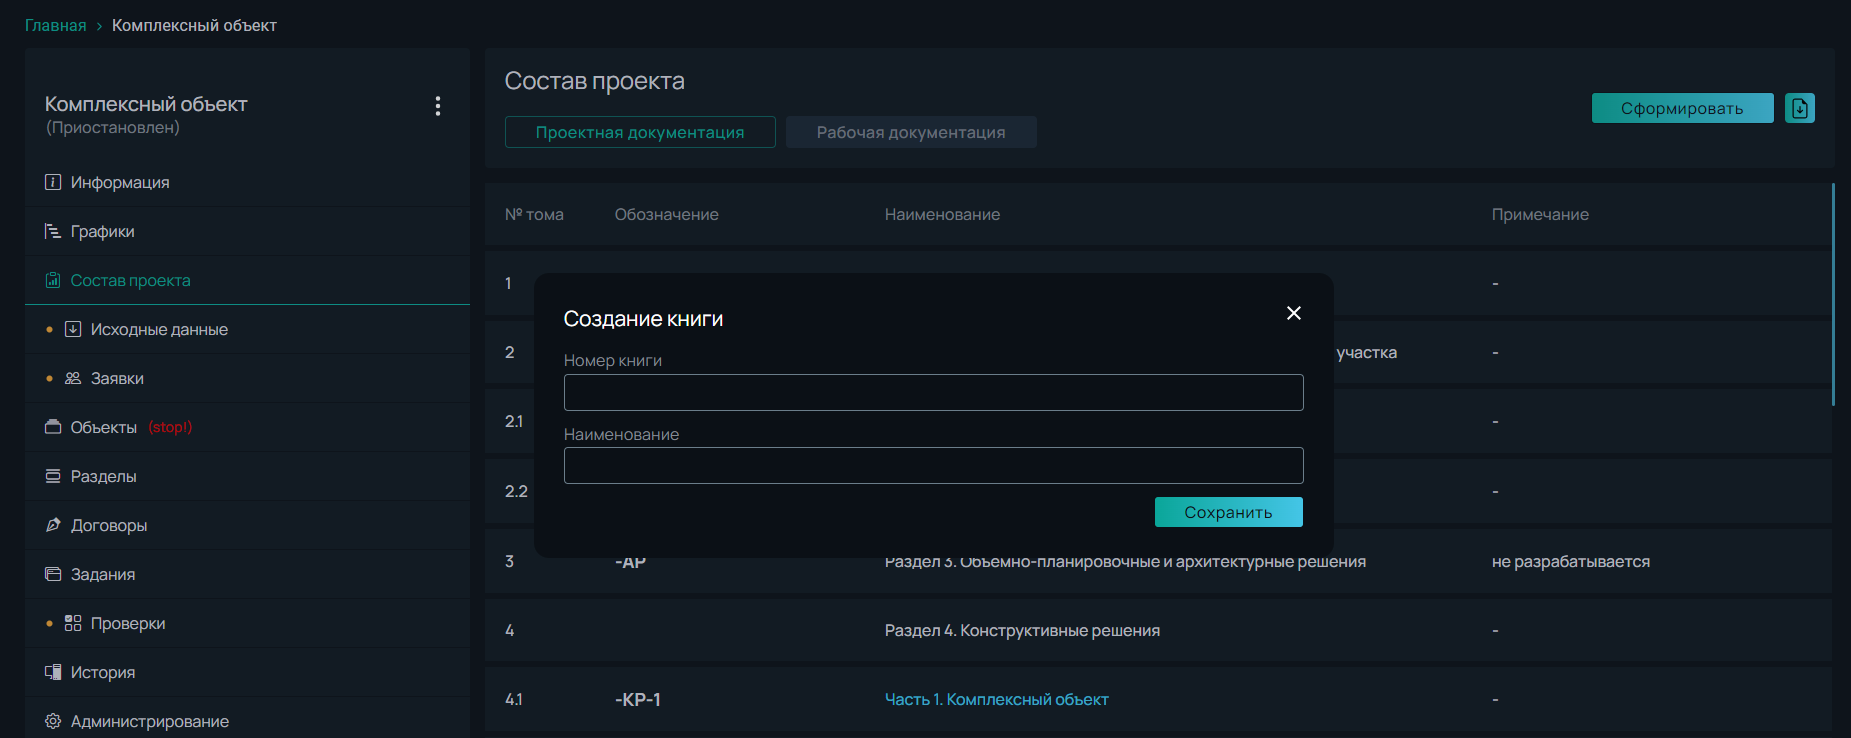 Главная › Комплексный объект
Комплексный объект
(Приостановлен)
Информация
Графики
Состав проекта
Исходные данные
Заявки
Объекты (stop!)
Разделы
Договоры
Задания
Проверки
История
Администрирование
Состав проекта
Проектная документация Рабочая документация
Сформировать
№ тома Обозначение Наименование Примечание
1 -
2 участка -
2.1 -
2.2 -
Создание книги
Номер книги
Наименование
Сохранить
3 -АР Раздел 3. Объемно-планировочные и архитектурные решения не разрабатывается
4 Раздел 4. Конструктивные решения -
4.1 -КР-1 Часть 1. Комплексный объект -